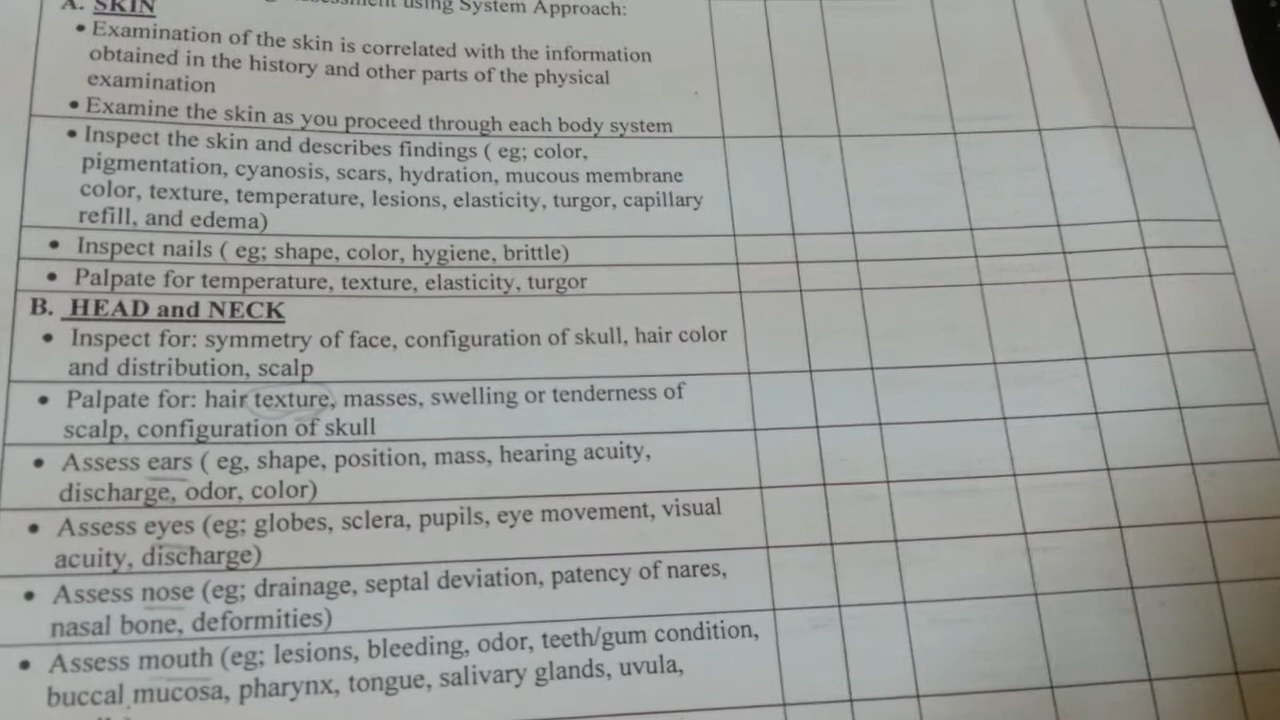 using System Approach:
A. SKIN
• Examination of the skin is correlated with the information
obtained in the history and other parts of the physical
examination
• Examine the skin as you proceed through each body system
• Inspect the skin and describes findings ( eg; color,
pigmentation, cyanosis, scars, hydration, mucous membrane
color, texture, temperature, lesions, elasticity, turgor, capillary
refill, and edema)
• Inspect nails ( eg; shape, color, hygiene, brittle)
• Palpate for temperature, texture, elasticity, turgor
B. HEAD and NECK
• Inspect for: symmetry of face, configuration of skull, hair color
and distribution, scalp
• Palpate for: hair texture, masses, swelling or tenderness of
scalp, configuration of skull
• Assess ears ( eg, shape, position, mass, hearing acuity,
discharge, odor, color)
• Assess eyes (eg; globes, sclera, pupils, eye movement, visual
acuity, discharge)
• Assess nose (eg; drainage, septal deviation, patency of nares,
nasal bone, deformities)
• Assess mouth (eg; lesions, bleeding, odor, teeth/gum condition,
buccal mucosa, pharynx, tongue, salivary glands, uvula,